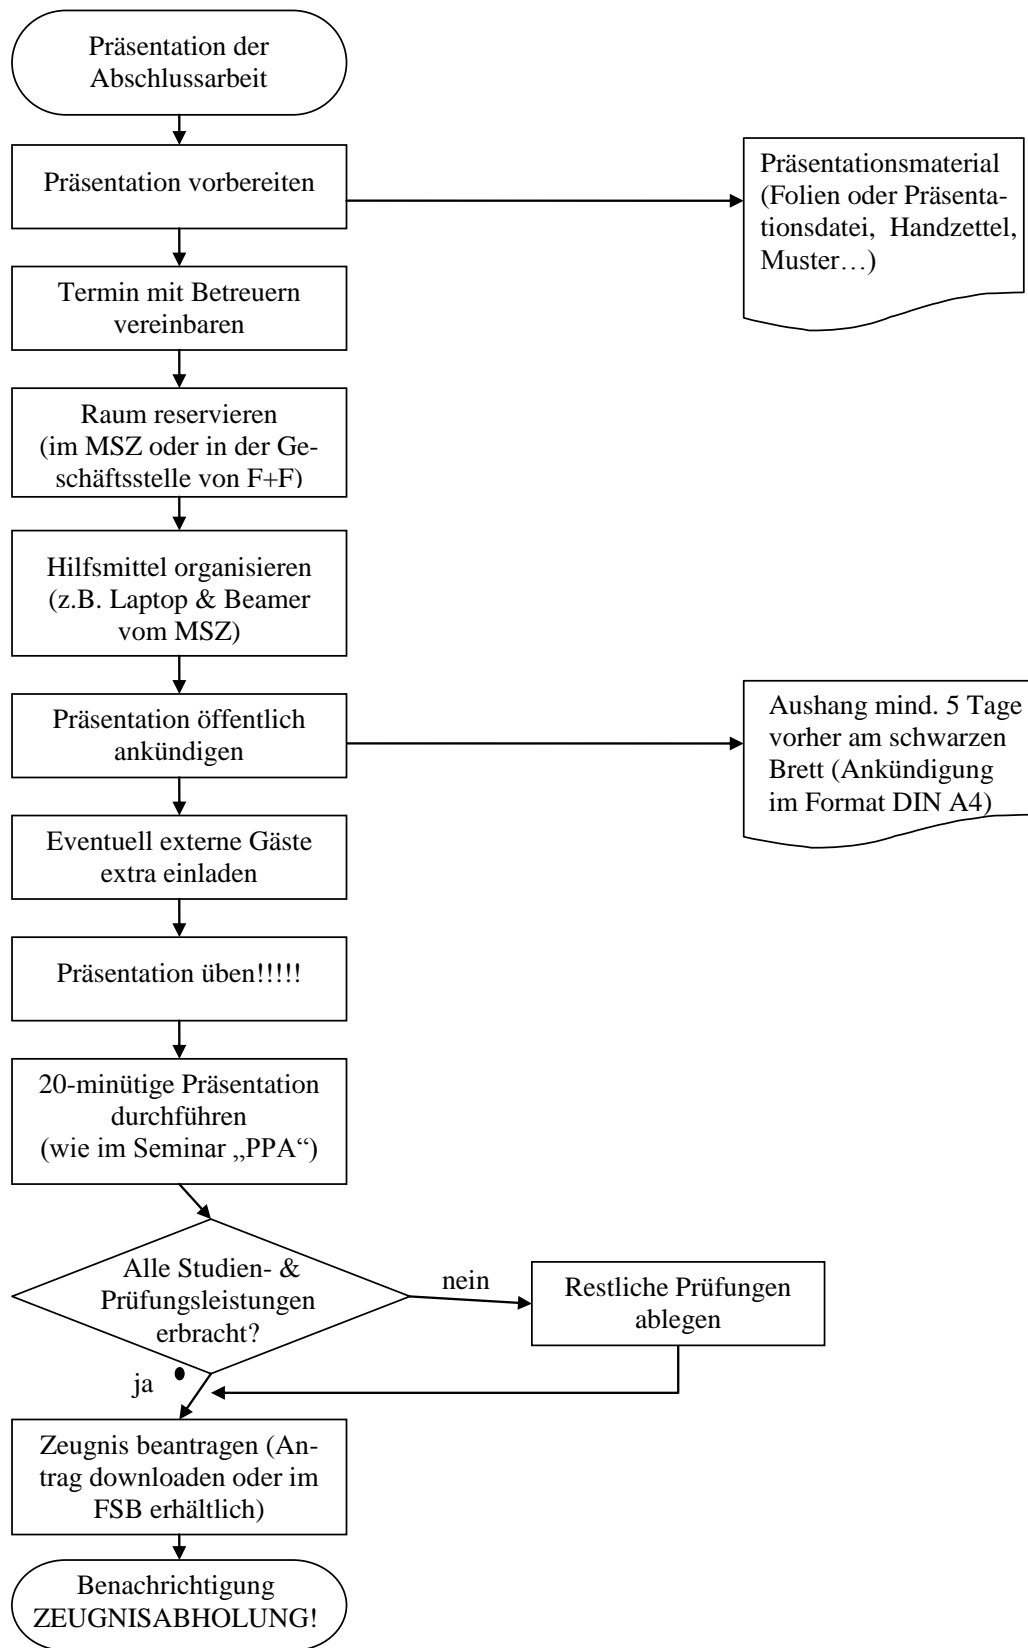 Präsentation der
Abschlussarbeit
Präsentation vorbereiten
Präsentationsmaterial
(Folien oder Präsenta-
tionsdatei, Handzettel,
Muster…)
Termin mit Betreuern
vereinbaren
Raum reservieren
(im MSZ oder in der Ge-
schäftsstelle von F+F)
Hilfsmittel organisieren
(z.B. Laptop & Beamer
vom MSZ)
Präsentation öffentlich
ankündigen
Aushang mind. 5 Tage
vorher am schwarzen
Brett (Ankündigung
im Format DIN A4)
Eventuell externe Gäste
extra einladen
Präsentation üben!!!!!
20-minütige Präsentation
durchführen
(wie im Seminar „PPA“)
Alle Studien- &
Prüfungsleistungen
erbracht?
nein
Restliche Prüfungen
ablegen
ja
Zeugnis beantragen (An-
trag downloaden oder im
FSB erhältlich)
Benachrichtigung
ZEUGNISABHOLUNG!